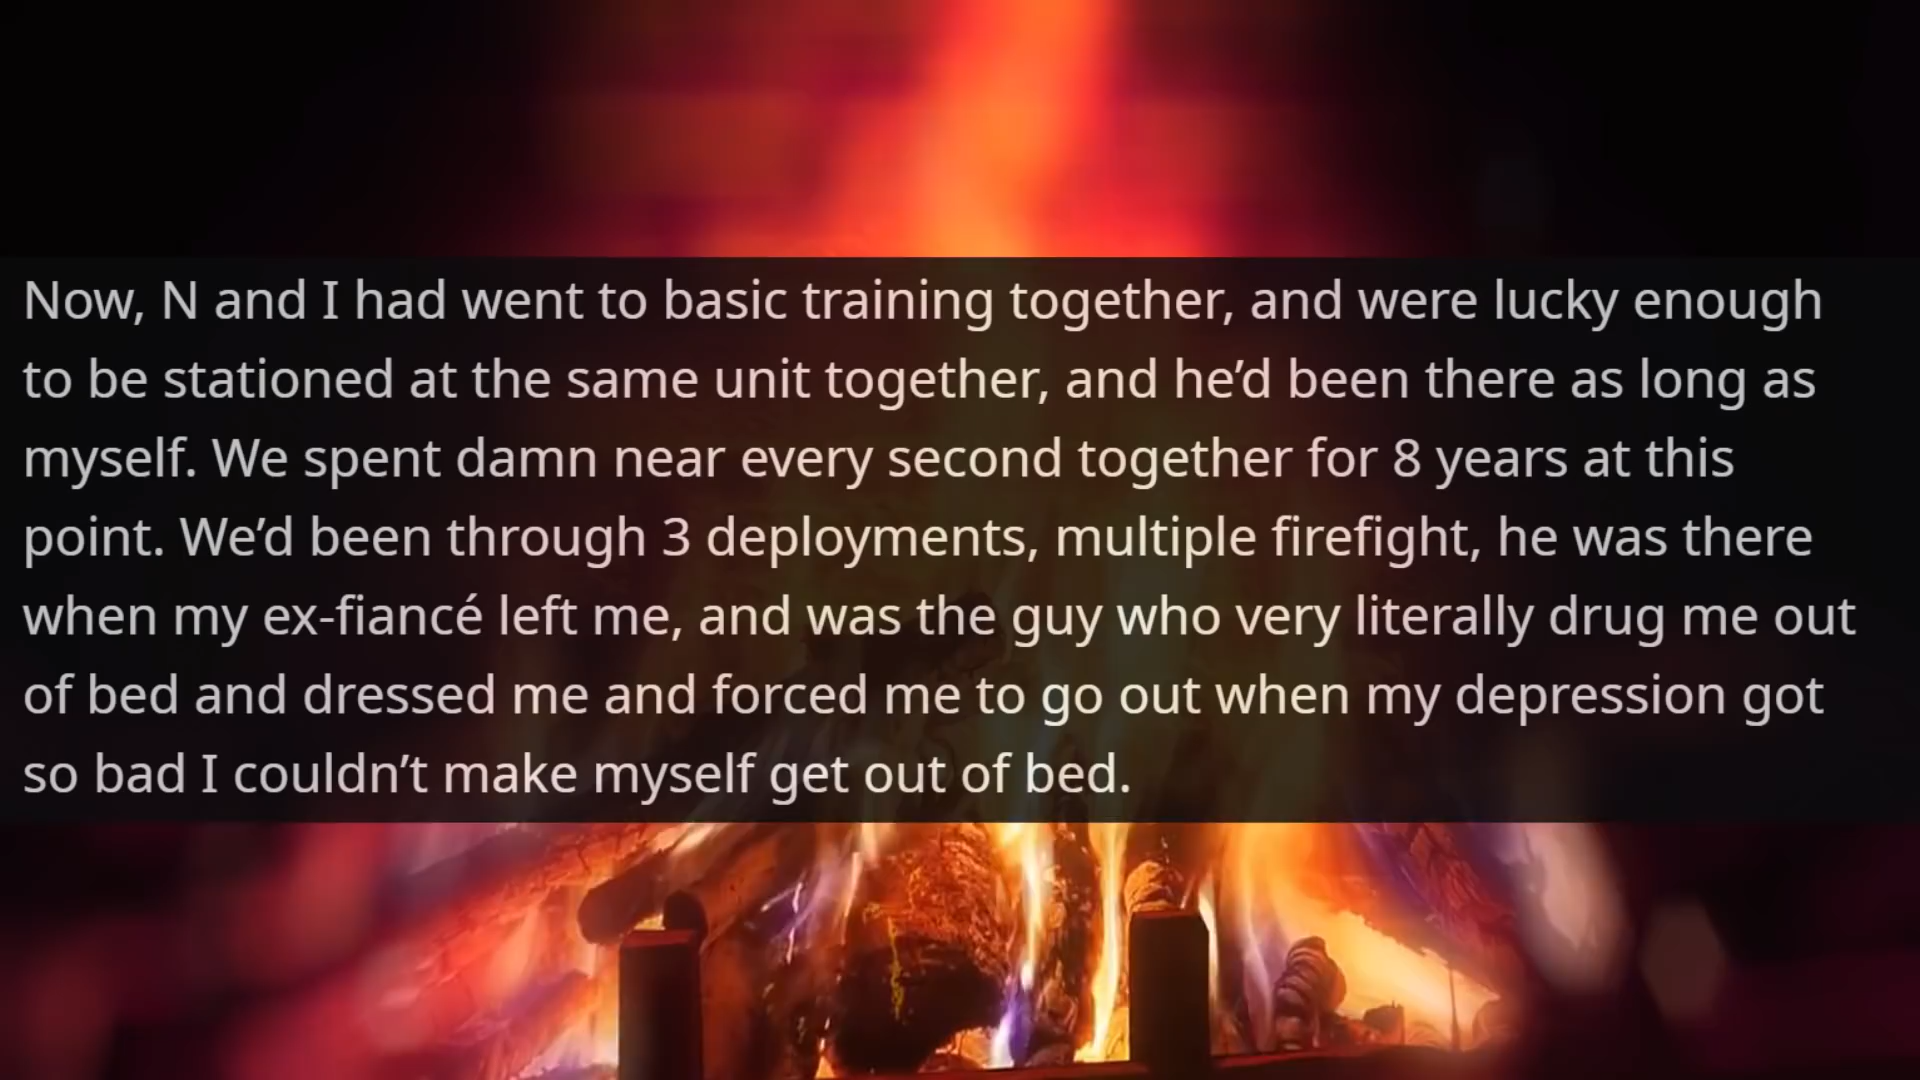 Now, N and I had went to basic training together, and were lucky enough
to be stationed at the same unit together, and he’d been there as long as
myself. We spent damn near every second together for 8 years at this
point. We’d been through 3 deployments, multiple firefight, he was there
when my ex-fiancé left me, and was the guy who very literally drug me out
of bed and dressed me and forced me to go out when my depression got
so bad I couldn’t make myself get out of bed.